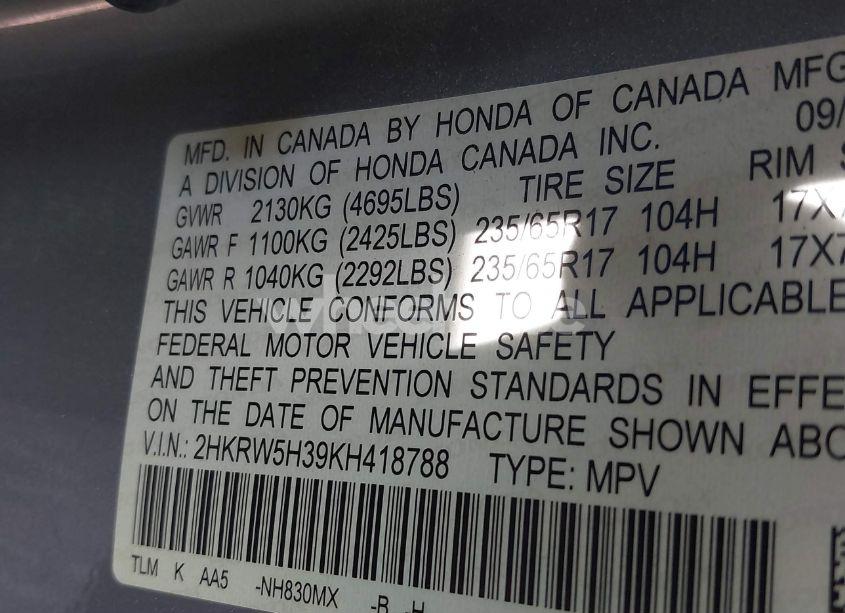 MFD. IN CANADA BY HONDA OF CANADA MFG
A DIVISION OF HONDA CANADA INC. 09/
GVWR 2130KG (4695LBS) TIRE SIZE RIM S
GAWR F 1100KG (2425LBS) 235/65R17 104H 17X7
GAWR R 1040KG (2292LBS) 235/65R17 104H 17X7
THIS VEHICLE CONFORMS TO ALL APPLICABLE
FEDERAL MOTOR VEHICLE SAFETY
AND THEFT PREVENTION STANDARDS IN EFFE
ON THE DATE OF MANUFACTURE SHOWN ABO
V.I.N.: 2HKRW5H39KH418788 TYPE: MPV
TLM K AA5 -NH830MX -B -H